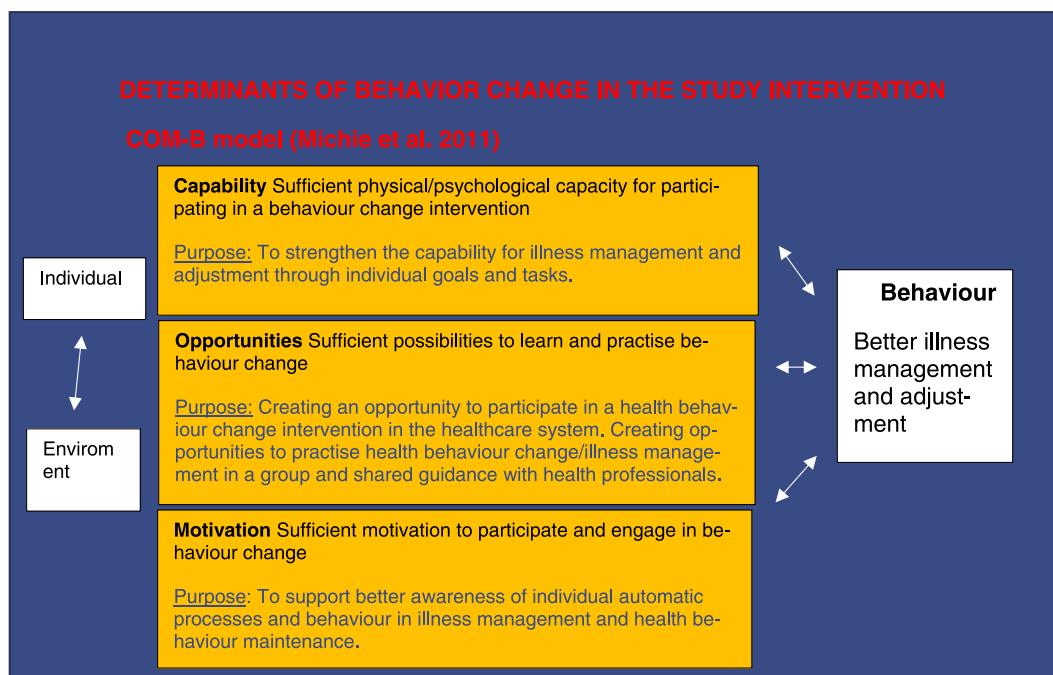 DETERMINANTS OF BEHAVIOR CHANGE IN THE STUDY INTERVENTION
COM-B model (Michie et al. 2011)
Capability Sufficient physical/psychological capacity for partici-
pating in a behaviour change intervention
Purpose: To strengthen the capability for illness management and
adjustment through individual goals and tasks.
Individual
Opportunities Sufficient possibilities to learn and practise be-
haviour change
Purpose: Creating an opportunity to participate in a health behav-
iour change intervention in the healthcare system. Creating op-
portunities to practise health behaviour change/illness manage-
ment in a group and shared guidance with health professionals.
Envirom
ent
Motivation Sufficient motivation to participate and engage in be-
haviour change
Purpose: To support better awareness of individual automatic
processes and behaviour in illness management and health be-
haviour maintenance.
Behaviour
Better illness
management
and adjust-
ment